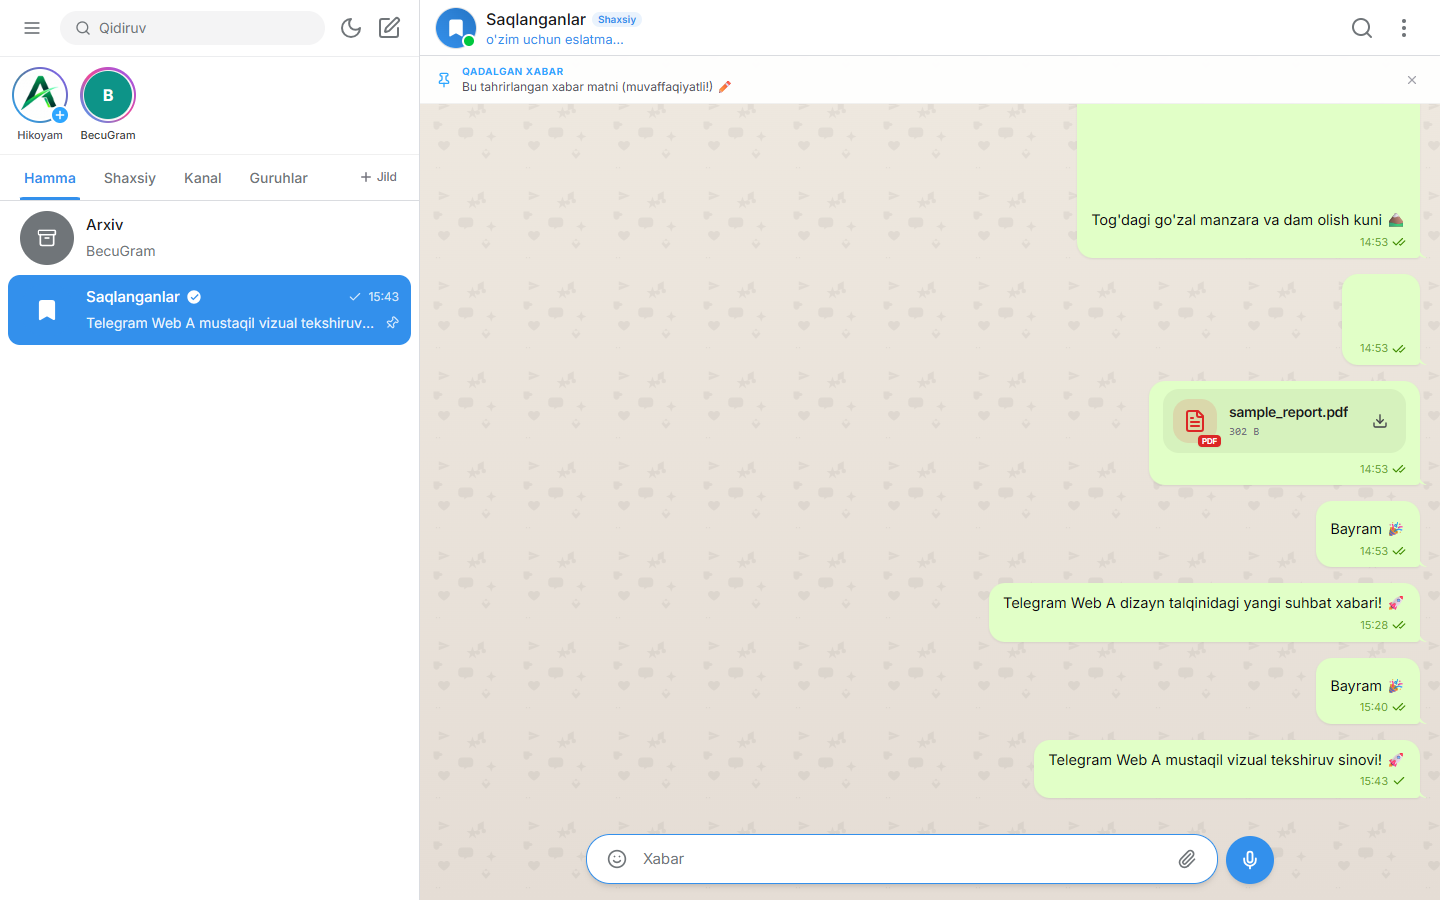 Qidiruv
Hikoyam
B
BecuGram
Hamma
Shaxsiy
Kanal
Guruhlar
+ Jild
Arxiv
BecuGram
Saqlanganlar
15:43
Telegram Web A mustaqil vizual tekshiruv...
Saqlanganlar Shaxsiy
o'zim uchun eslatma...
QADALGAN XABAR
Bu tahrirlangan xabar matni (muvaffaqiyatli!) 🖍️
Tog'dagi go'zal manzara va dam olish kuni ⛰️
14:53
14:53
sample_report.pdf
302 B
PDF
14:53
Bayram 🎉
14:53
Telegram Web A dizayn talqinidagi yangi suhbat xabari! 🚀
15:28
Bayram 🎉
15:40
Telegram Web A mustaqil vizual tekshiruv sinovi! 🚀
15:43
Xabar